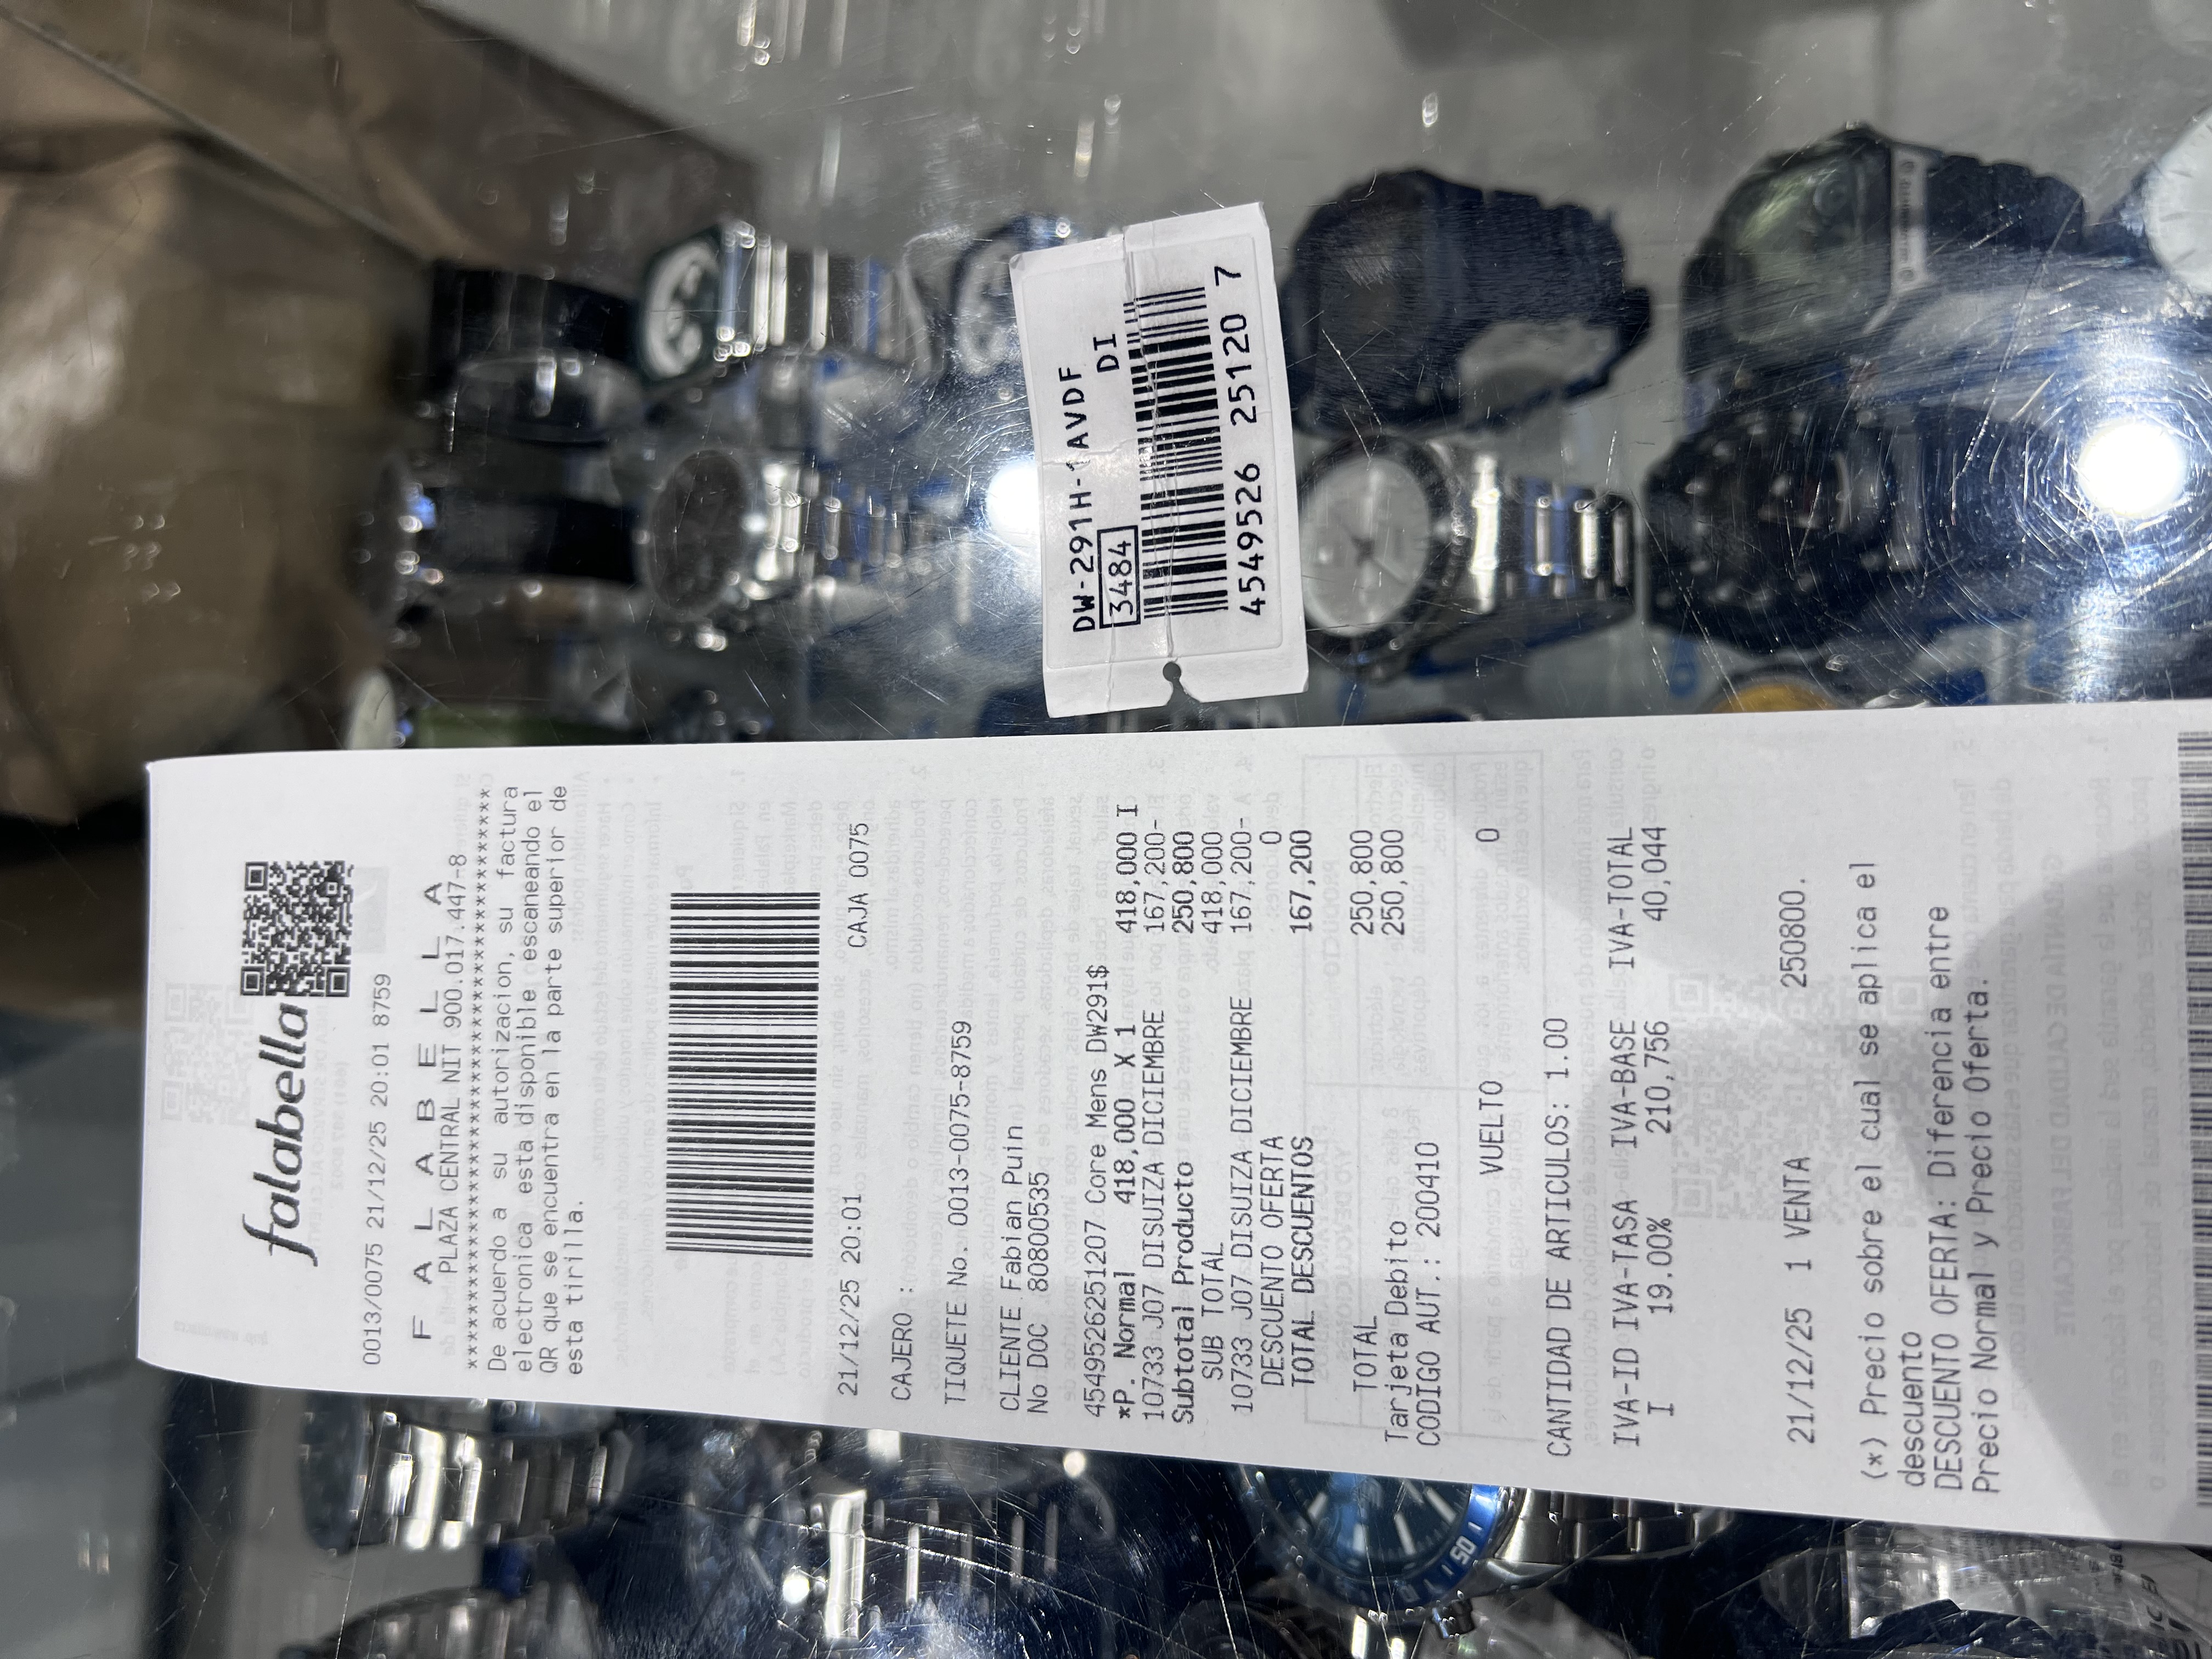 falabella
0013/0075 21/12/25 20:01 8759
F A L A B E L L A
PLAZA CENTRAL NIT 900.017.447-8
******************************************
De acuerdo a su autorizacion, su factura
electronica esta disponible escaneando el
QR que se encuentra en la parte superior de
esta tirilla.
21/12/25 20:01 CAJA 0075
CAJERO :
TIQUETE No. 0013-0075-8759
CLIENTE Fabian Puin
No DOC 80800535
4549526251207 Core Mens DW291$
*P. Normal 418,000 X 1 418,000 I
10733 J07 DISUIZA DICIEMBRE 167,200-
Subtotal Producto 250,800
SUB TOTAL 418,000
10733 J07 DISUIZA DICIEMBRE 167,200-
DESCUENTO OFERTA 0
TOTAL DESCUENTOS 167,200
TOTAL 250,800
Tarjeta Debito 250,800
CODIGO AUT.: 200410
VUELTO 0
CANTIDAD DE ARTICULOS: 1.00
IVA-ID IVA-TASA IVA-BASE IVA-TOTAL
I 19.00% 210,756 40,044
21/12/25 1 VENTA 250800.
(*) Precio sobre el cual se aplica el
descuento
DESCUENTO OFERTA: Diferencia entre
Precio Normal y Precio Oferta.
DW-291H-1AVDF
3484 DI
4549526 25120 7
50